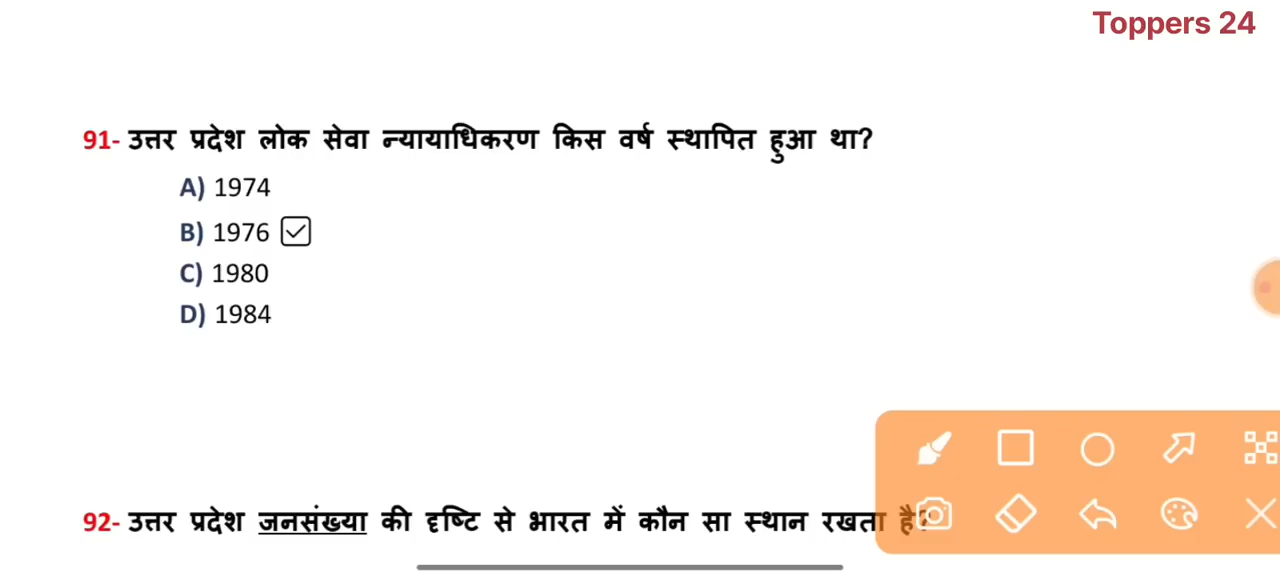 Toppers 24
91- उत्तर प्रदेश लोक सेवा न्यायाधिकरण किस वर्ष स्थापित हुआ था?
A) 1974
B) 1976
C) 1980
D) 1984
92- उत्तर प्रदेश जनसंख्या की दृष्टि से भारत में कौन सा स्थान रखता है?